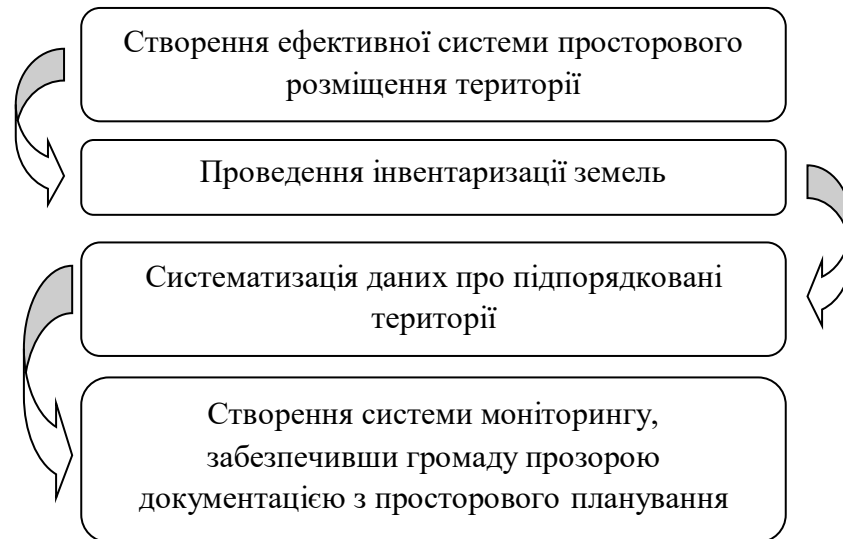 Створення ефективної системи просторового
розміщення території
Проведення інвентаризації земель
Систематизація даних про підпорядковані
території
Створення системи моніторингу,
забезпечивши громаду прозорою
документацією з просторового планування